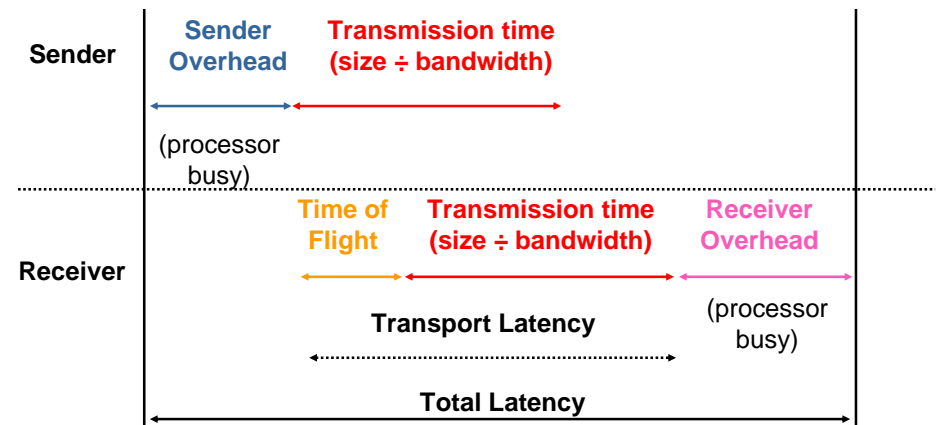 Sender
Sender
Overhead
Transmission time
(size ÷ bandwidth)
(processor
busy)
Receiver
Time of
Flight
Transmission time
(size ÷ bandwidth)
Receiver
Overhead
(processor
busy)
Transport Latency
Total Latency